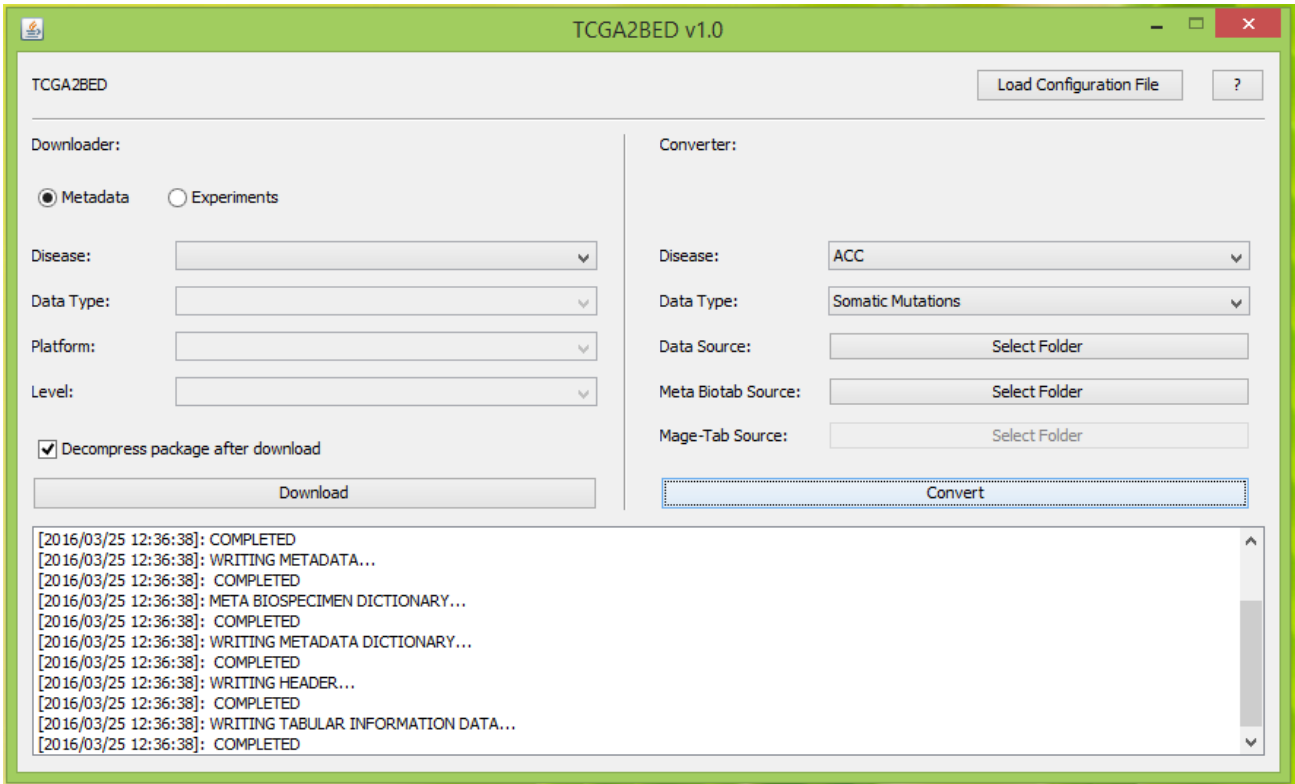 TCGA2BED v1.0
TCGA2BED
Load Configuration File
?
Downloader:
Metadata
Experiments
Disease:
Data Type:
Platform:
Level:
Decompress package after download
Download
Converter:
Disease:
ACC
Data Type:
Somatic Mutations
Data Source:
Select Folder
Meta Biotab Source:
Select Folder
Mage-Tab Source:
Select Folder
Convert
[2016/03/25 12:36:38]: COMPLETED
[2016/03/25 12:36:38]: WRITING METADATA...
[2016/03/25 12:36:38]:  COMPLETED
[2016/03/25 12:36:38]: META BIOSPECIMEN DICTIONARY...
[2016/03/25 12:36:38]:  COMPLETED
[2016/03/25 12:36:38]: WRITING METADATA DICTIONARY...
[2016/03/25 12:36:38]:  COMPLETED
[2016/03/25 12:36:38]: WRITING HEADER...
[2016/03/25 12:36:38]:  COMPLETED
[2016/03/25 12:36:38]: WRITING TABULAR INFORMATION DATA...
[2016/03/25 12:36:38]:  COMPLETED